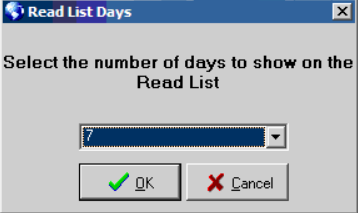 Read List Days
Select the number of days to show on the
Read List
7
OK
Cancel